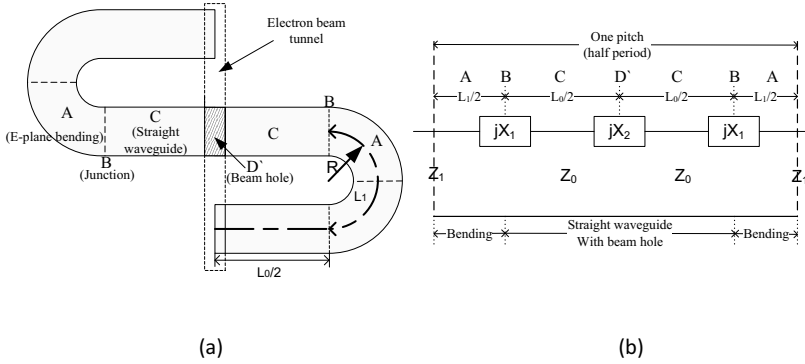 Electron beam
tunnel
A
(E-plane bending)
C
(Straight
waveguide)
B
(Junction)
D`
(Beam hole)
C
B
A
R
L1
L0/2
(a)
One pitch
(half period)
A B C D` C B A
L1/2 L0/2 L0/2 L1/2
jX1 jX2 jX1
Z1 Z0 Z0 Z1
Bending Straight waveguide Bending
With beam hole
(b)